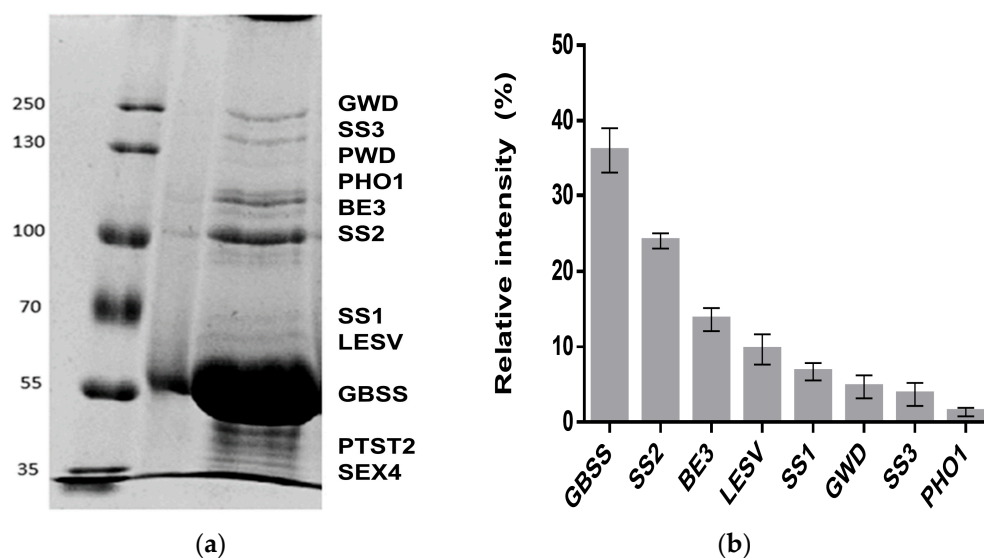 250
130
100
70
55
35
GWD
SS3
PWD
PHO1
BE3
SS2
SS1
LESV
GBSS
PTST2
SEX4
(a)
Relative intensity (%)
50
40
30
20
10
0
GBSS
SS2
BE3
LESV
SS1
GWD
SS3
PHO1
(b)